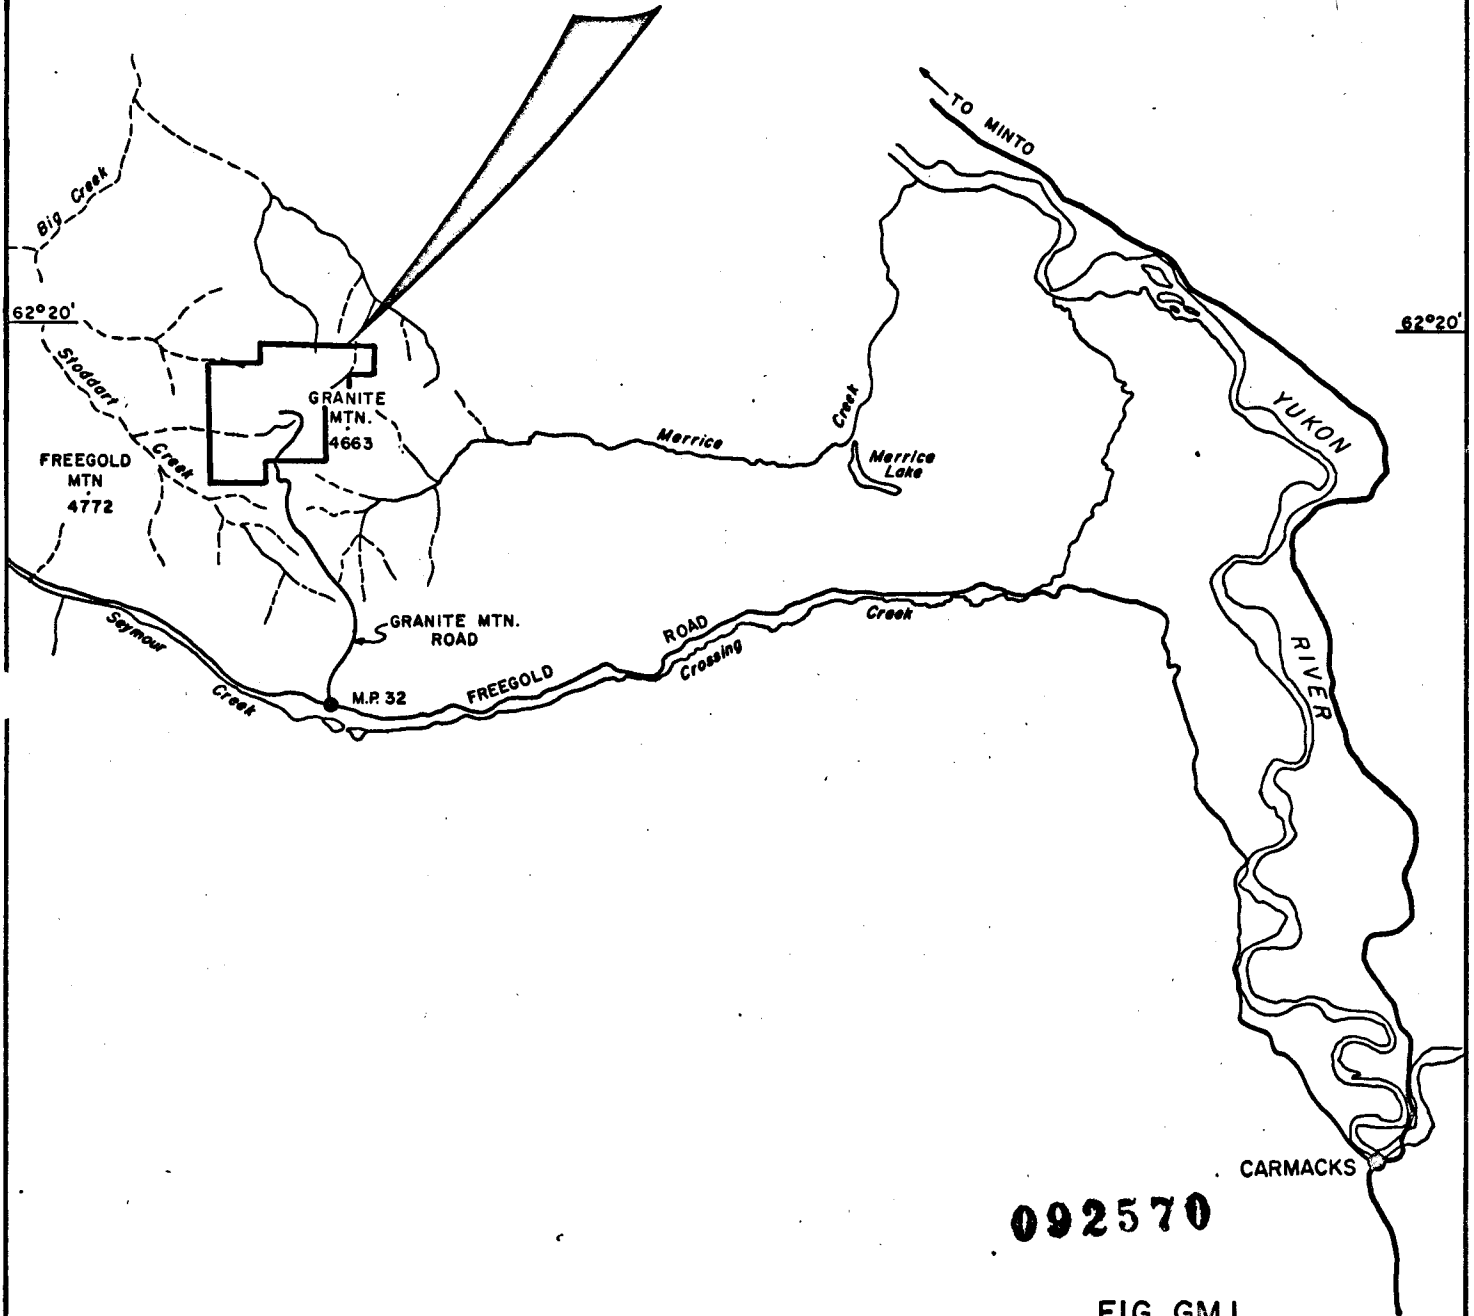 TO MINTO
Big Creek
62°20'
62°20'
Stoddart
Creek
GRANITE
MTN.
4663
FREEGOLD
MTN
4772
Merrice
Creek
Merrice
Lake
YUKON
RIVER
GRANITE MTN.
ROAD
Seymour
Creek
M.P. 32
FREEGOLD
ROAD
Crossing
Creek
CARMACKS
092570
FIG. GM.1